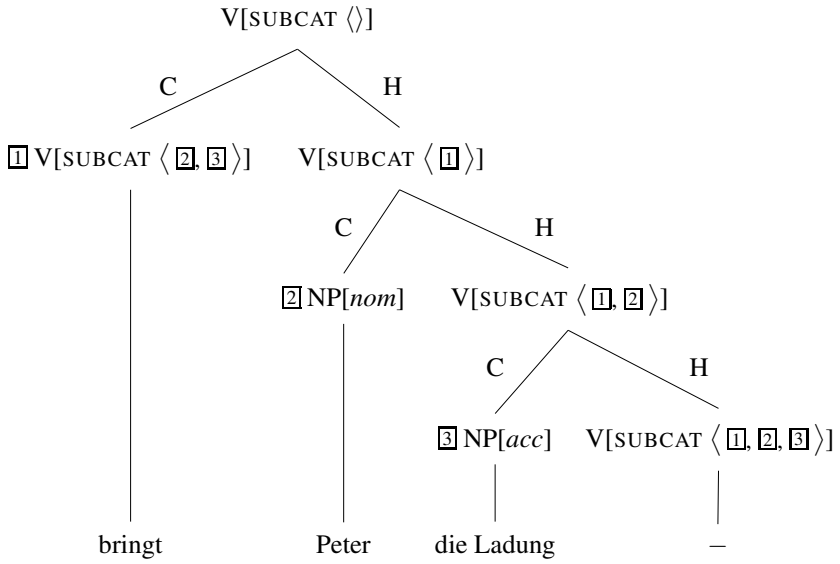 V[SUBCAT ⟨⟩]
C H
1 V[SUBCAT ⟨ 2, 3 ⟩] V[SUBCAT ⟨ 1 ⟩]
C H
2 NP[nom] V[SUBCAT ⟨ 1, 2 ⟩]
C H
3 NP[acc] V[SUBCAT ⟨ 1, 2, 3 ⟩]
bringt Peter die Ladung −